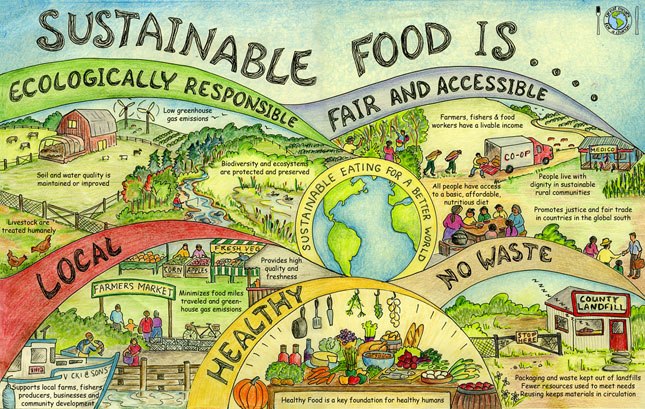 SUSTAINABLE FOOD IS . . . . .
ECOLOGICALLY RESPONSIBLE
Low greenhouse
gas emissions
Soil and water quality is
maintained or improved
Biodiversity and ecosystems
are protected and preserved
Livestock are
treated humanely
FAIR AND ACCESSIBLE
Farmers, fishers & food
workers have a livable income
CO-OP
MEDICO
All people have access
to a basic, affordable,
nutritious diet
People live with
dignity in sustainable
rural communities
Promotes justice and fair trade
in countries in the global south
SUSTAINABLE EATING FOR A BETTER WORLD
LOCAL
FRESH VEG
CORN APPLES
Provides high
quality and
freshness
FARMERS MARKET
Minimizes food miles
traveled and green-
house gas emissions
V CKI & SONS
Supports local farms, fishers,
producers, businesses and
community development
HEALTHY
Healthy Food is a key foundation for healthy humans
NO WASTE
COUNTY
LANDFILL
STOP
HERE
Packaging and waste kept out of landfills
Fewer resources used to meet needs
Reusing keeps materials in circulation